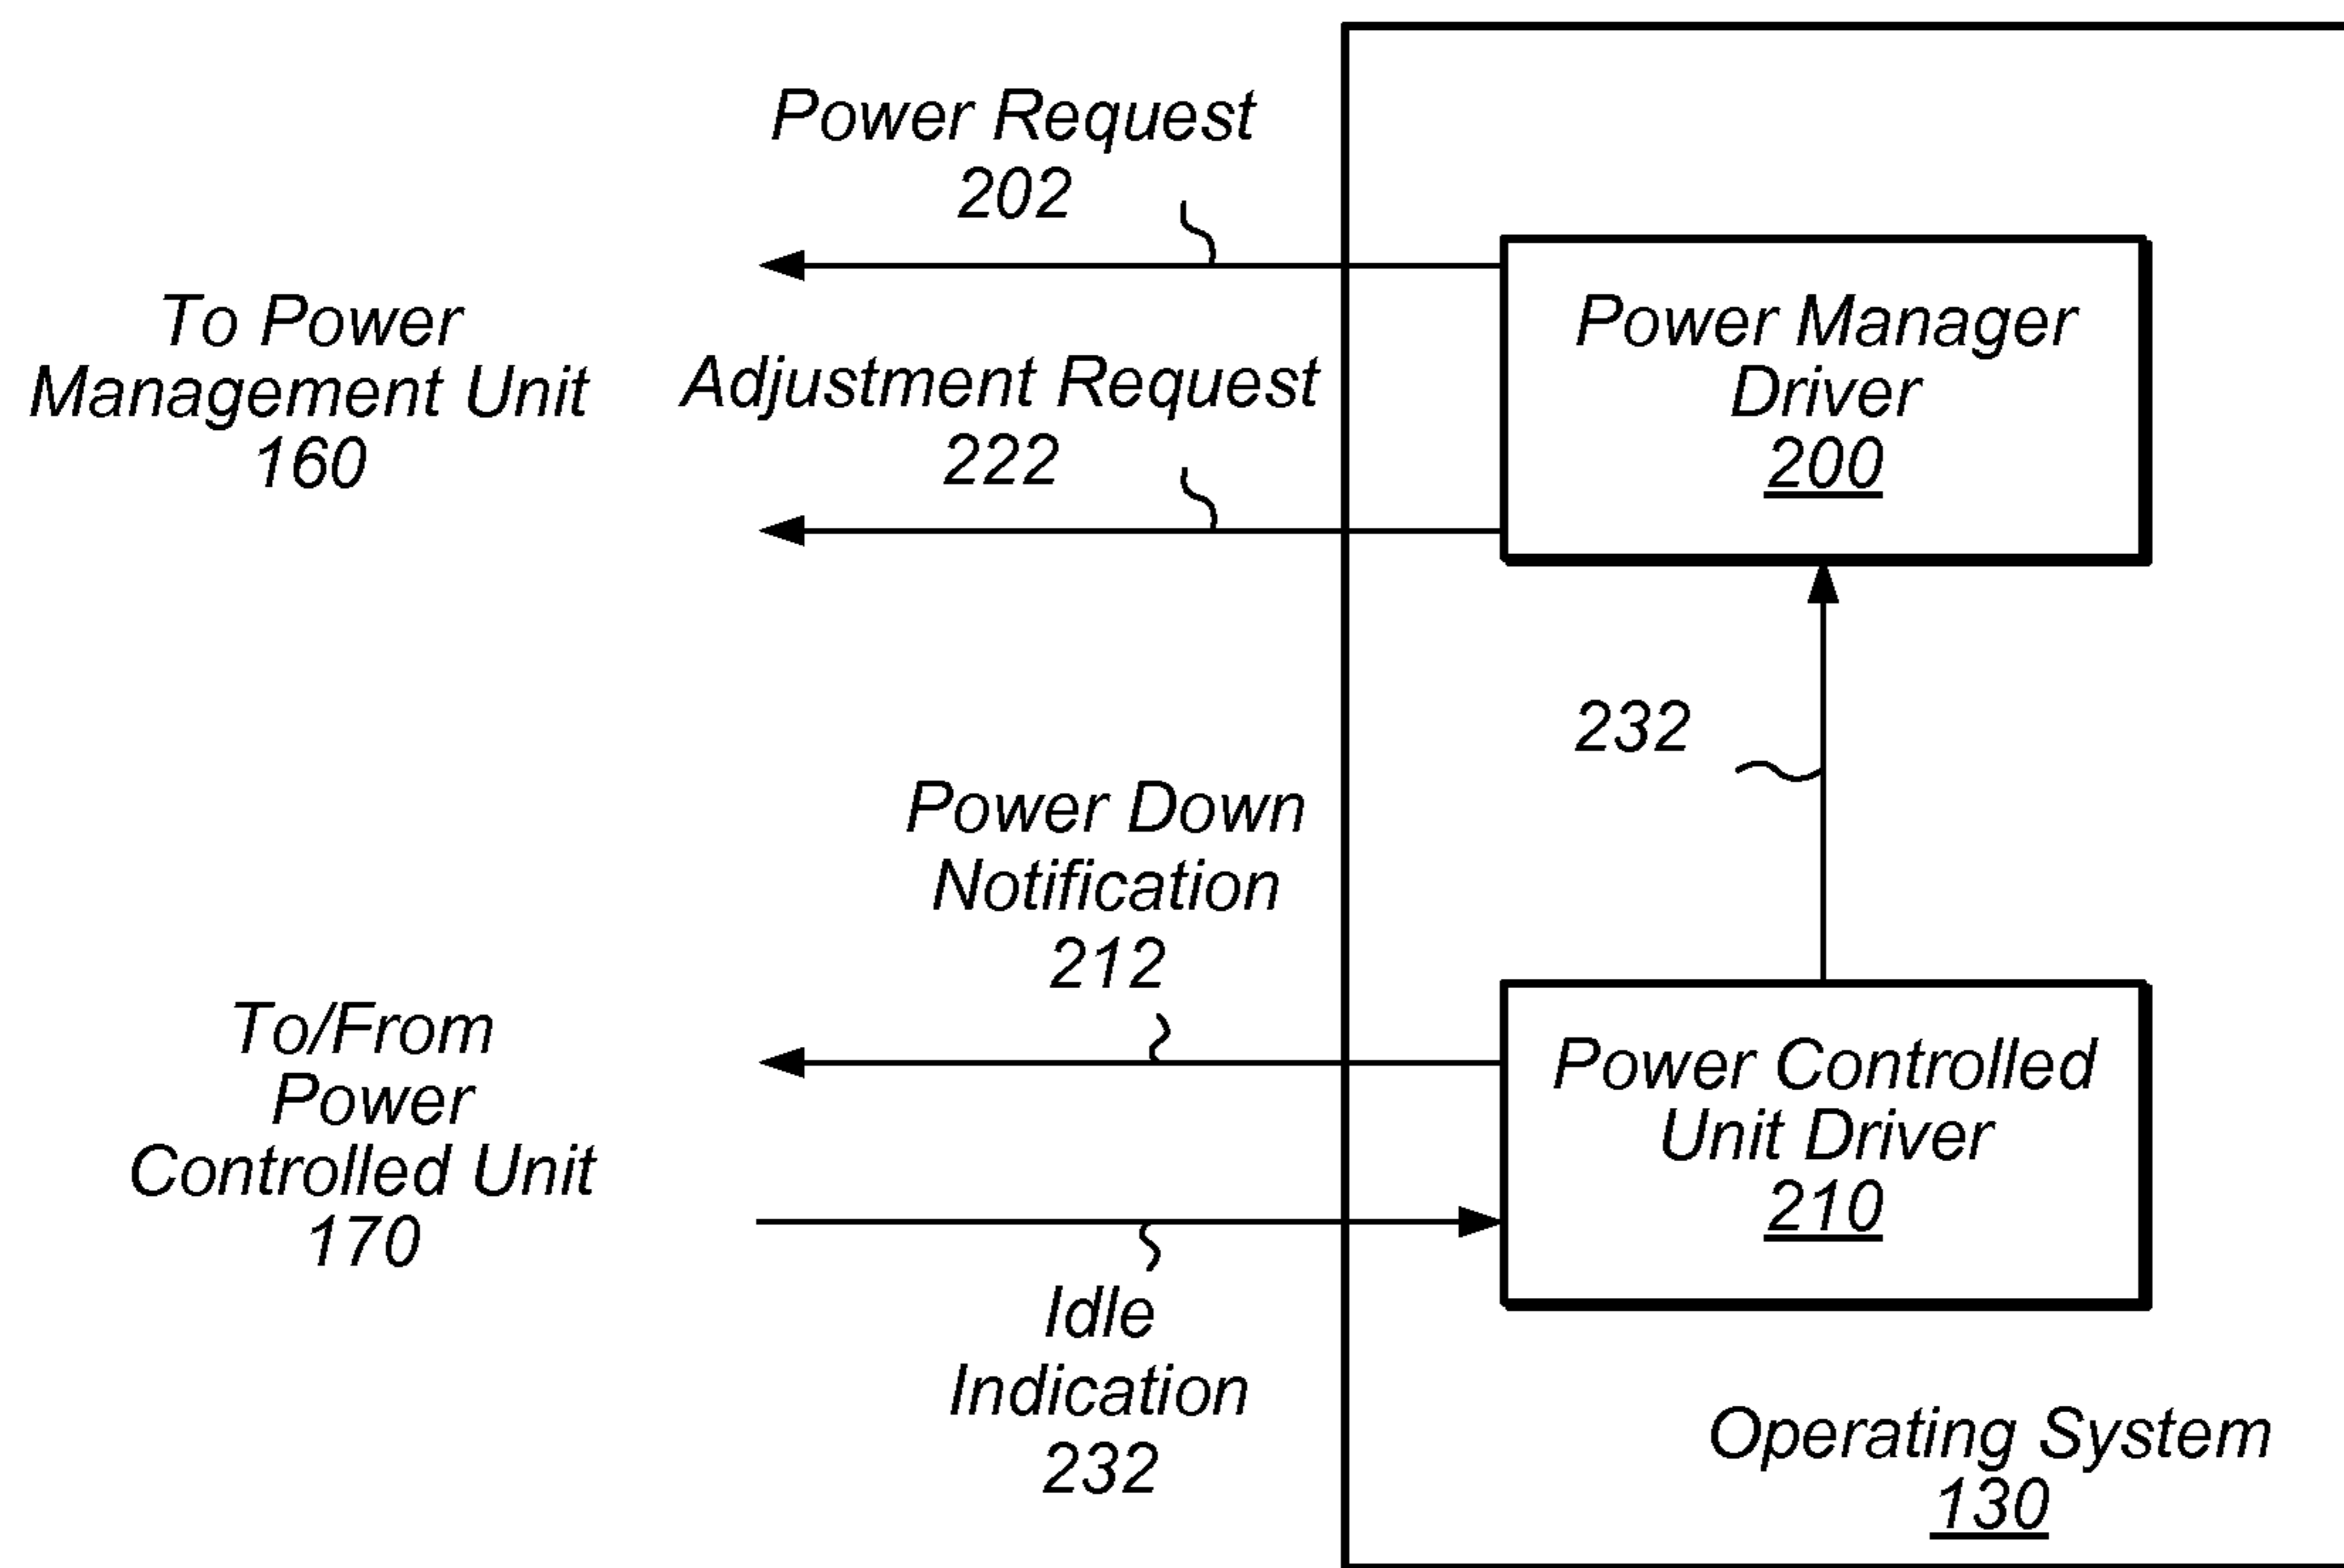 Power Request
202
To Power
Management Unit
160
Adjustment Request
222
Power Manager
Driver
200
232
Power Down
Notification
212
To/From
Power
Controlled Unit
170
Power Controlled
Unit Driver
210
Idle
Indication
232
Operating System
130